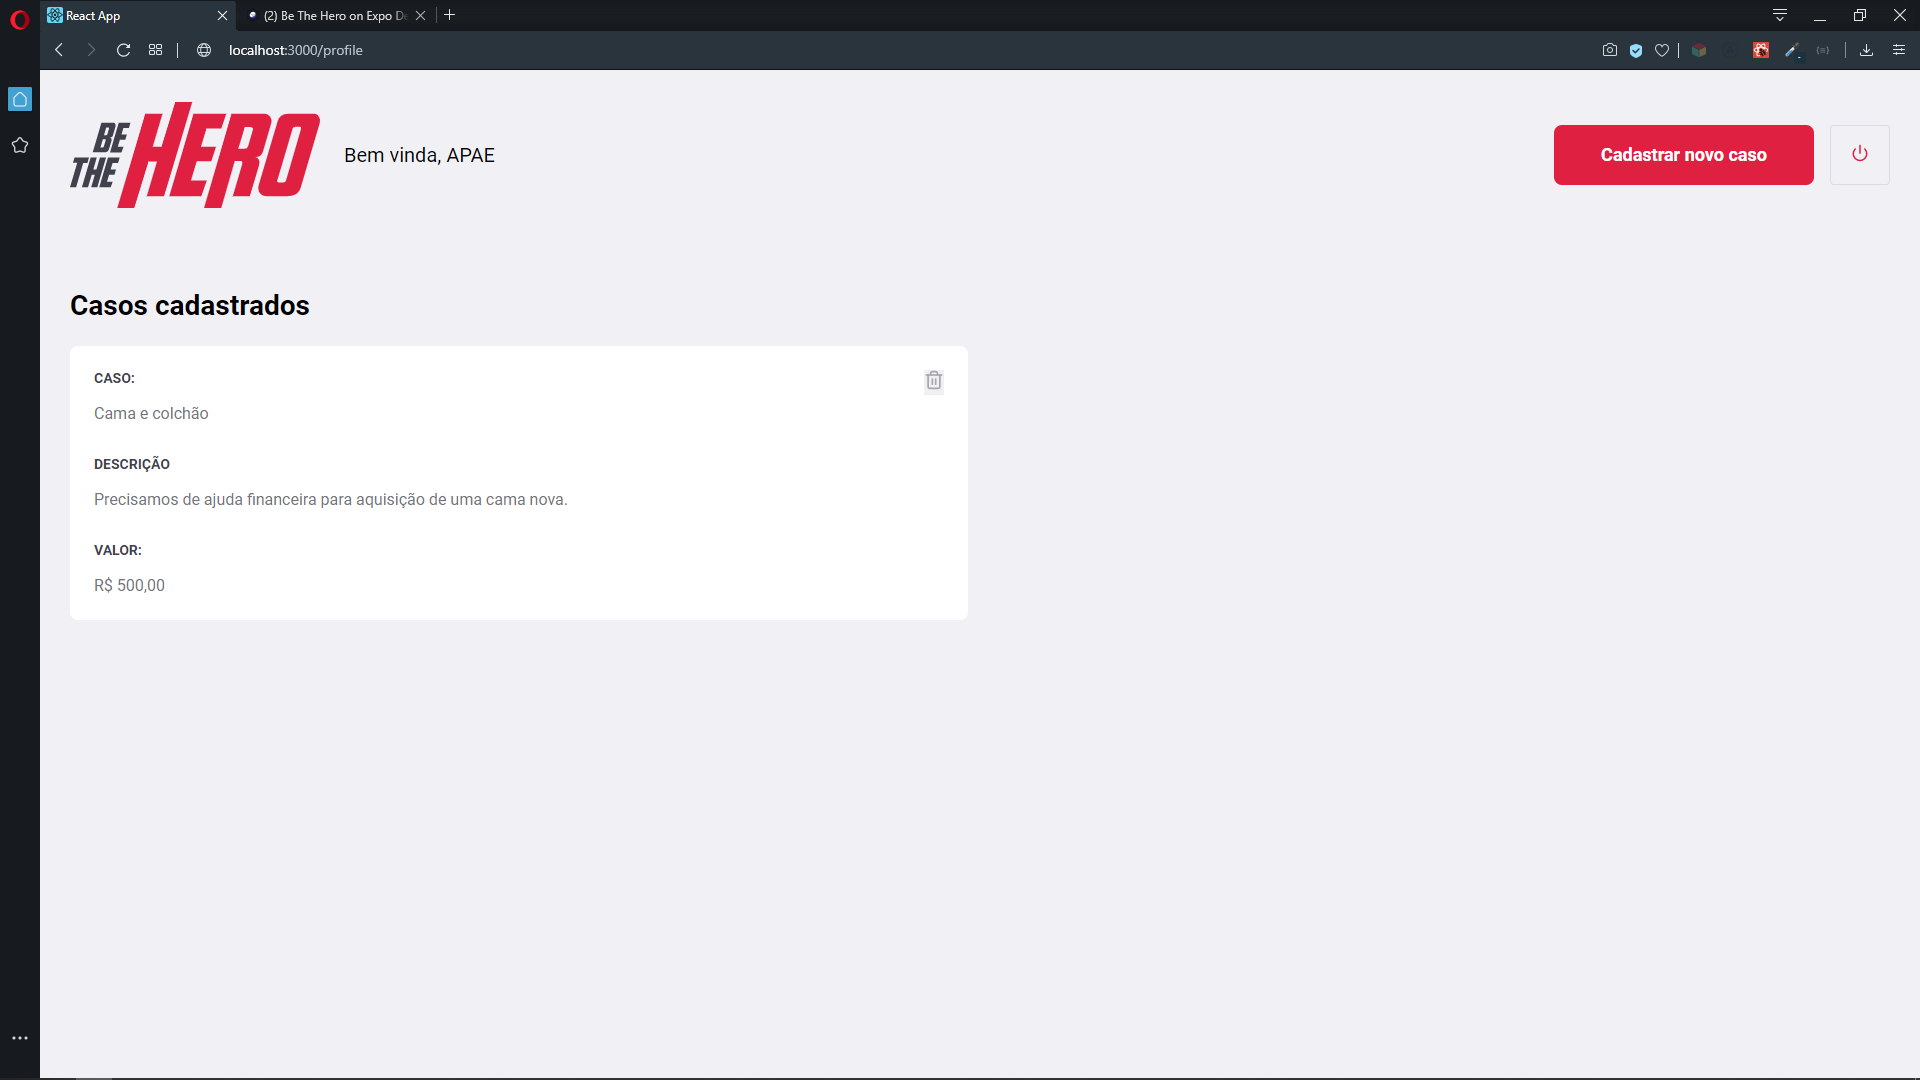 React App
(2) Be The Hero on Expo De
localhost:3000/profile
BE
THE HERO
Bem vinda, APAE
Cadastrar novo caso
Casos cadastrados
CASO:
Cama e colchão
DESCRIÇÃO
Precisamos de ajuda financeira para aquisição de uma cama nova.
VALOR:
R$ 500,00